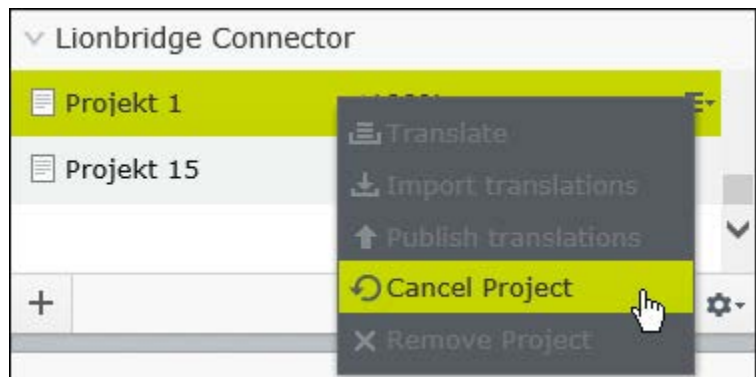 Lionbridge Connector
Projekt 1
Translate
Projekt 15
Import translations
Publish translations
Cancel Project
Remove Project